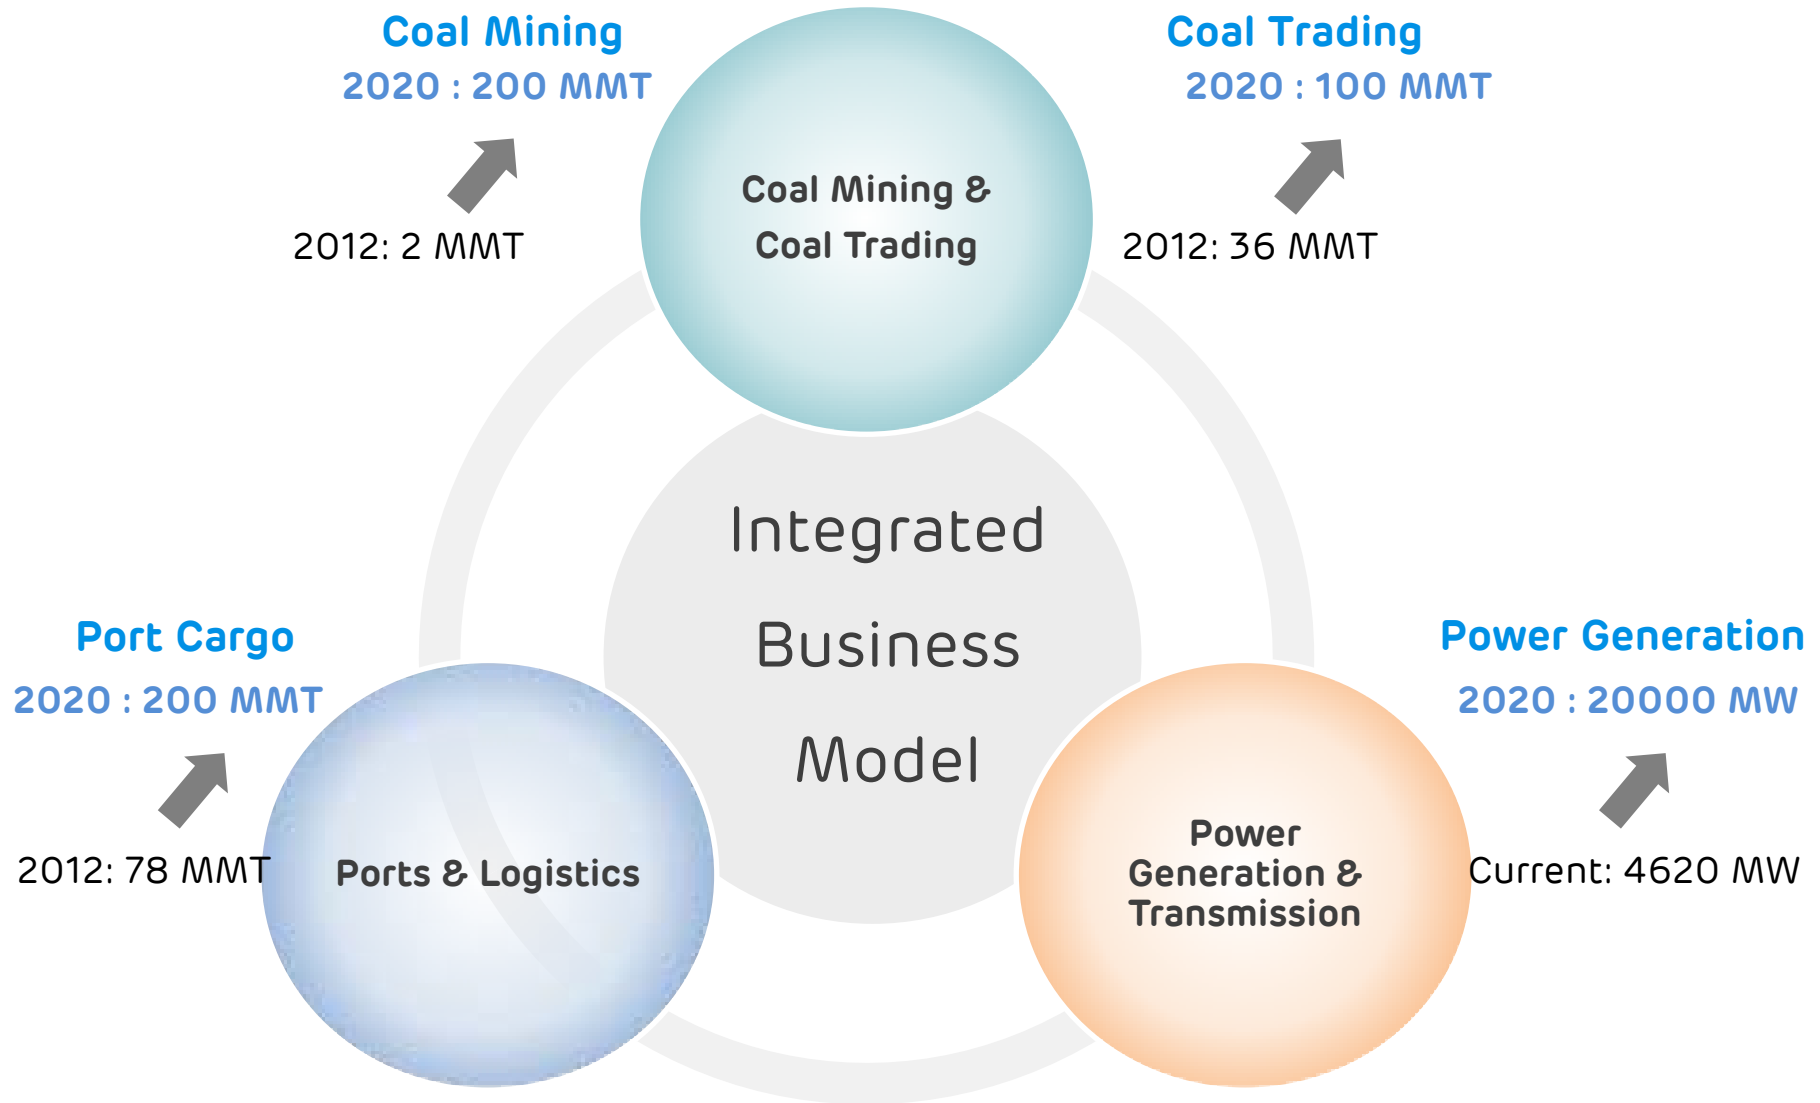 Coal Mining
2020 : 200 MMT
2012: 2 MMT
Coal Trading
2020 : 100 MMT
2012: 36 MMT
Coal Mining &
Coal Trading
Integrated
Business
Model
Port Cargo
2020 : 200 MMT
2012: 78 MMT
Ports & Logistics
Power
Generation &
Transmission
Power Generation
2020 : 20000 MW
Current: 4620 MW